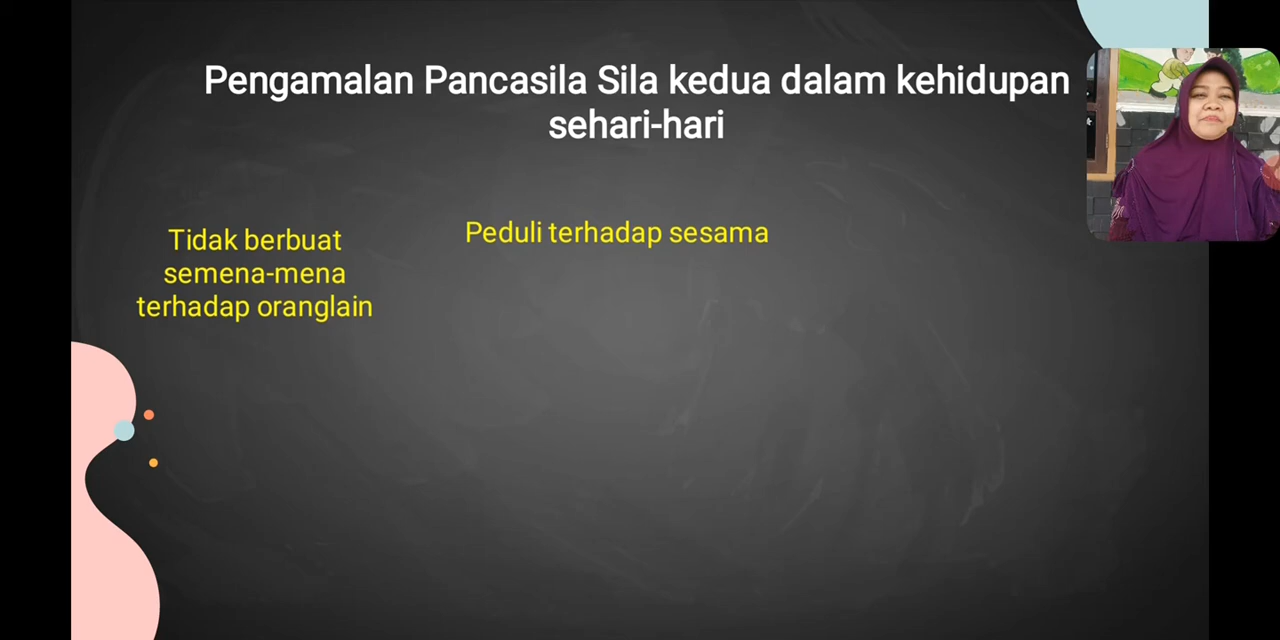 Pengamalan Pancasila Sila kedua dalam kehidupan
sehari-hari
Tidak berbuat
semena-mena
terhadap oranglain
Peduli terhadap sesama